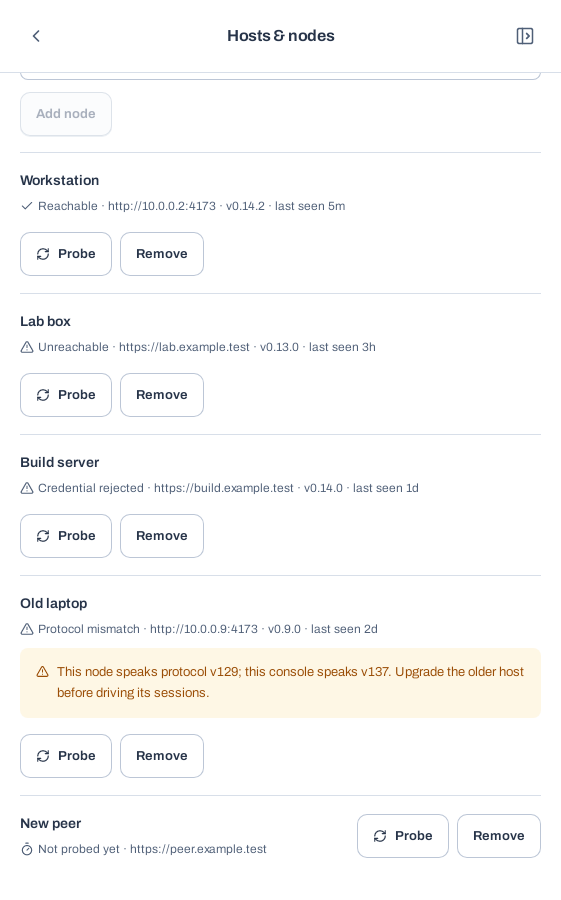 Hosts & nodes
Add node
Workstation
Reachable · http://10.0.0.2:4173 · v0.14.2 · last seen 5m
Probe Remove
Lab box
Unreachable · https://lab.example.test · v0.13.0 · last seen 3h
Probe Remove
Build server
Credential rejected · https://build.example.test · v0.14.0 · last seen 1d
Probe Remove
Old laptop
Protocol mismatch · http://10.0.0.9:4173 · v0.9.0 · last seen 2d
This node speaks protocol v129; this console speaks v137. Upgrade the older host
before driving its sessions.
Probe Remove
New peer
Not probed yet · https://peer.example.test
Probe Remove